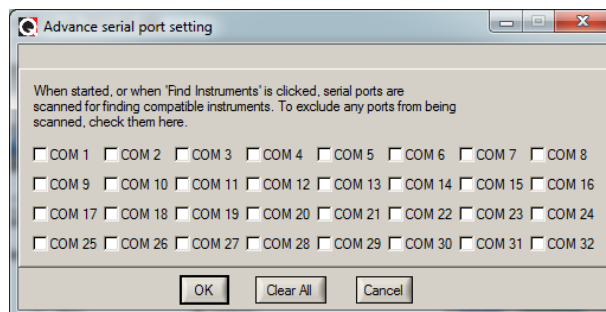 Advance serial port setting
When started, or when 'Find Instruments' is clicked, serial ports are
scanned for finding compatible instruments. To exclude any ports from being
scanned, check them here.
COM 1 COM 2 COM 3 COM 4 COM 5 COM 6 COM 7 COM 8
COM 9 COM 10 COM 11 COM 12 COM 13 COM 14 COM 15 COM 16
COM 17 COM 18 COM 19 COM 20 COM 21 COM 22 COM 23 COM 24
COM 25 COM 26 COM 27 COM 28 COM 29 COM 30 COM 31 COM 32
OK Clear All Cancel